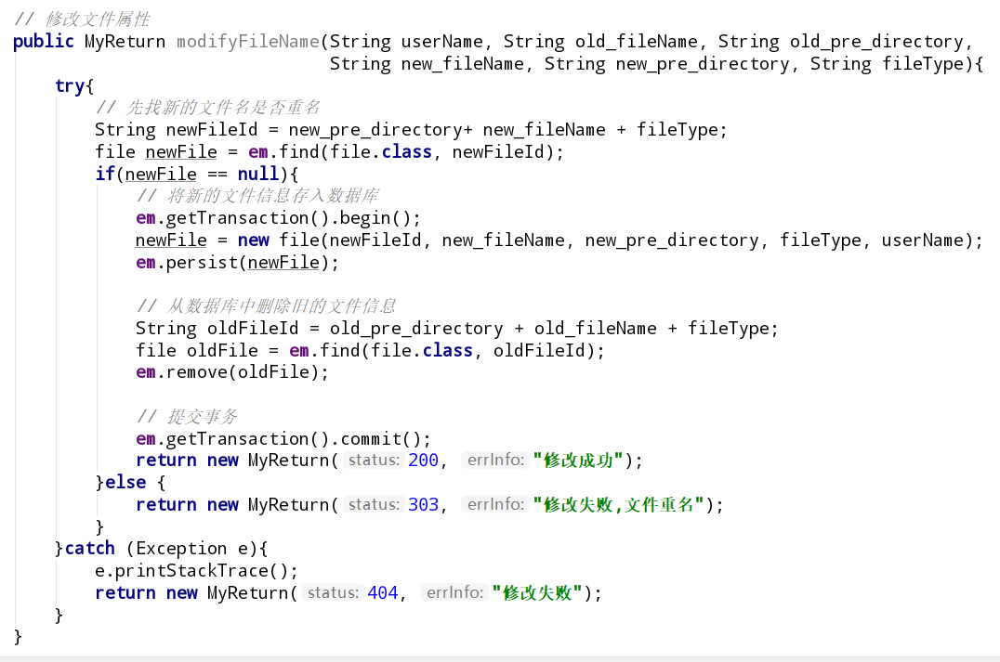 // 修改文件属性
public MyReturn modifyFileName(String userName, String old_fileName, String old_pre_directory,
String new_fileName, String new_pre_directory, String fileType){
try{
// 先找新的文件名是否重名
String newFileId = new_pre_directory+ new_fileName + fileType;
file newFile = em.find(file.class, newFileId);
if(newFile == null){
// 将新的文件信息存入数据库
em.getTransaction().begin();
newFile = new file(newFileId, new_fileName, new_pre_directory, fileType, userName);
em.persist(newFile);
// 从数据库中删除旧的文件信息
String oldFileId = old_pre_directory + old_fileName + fileType;
file oldFile = em.find(file.class, oldFileId);
em.remove(oldFile);
// 提交事务
em.getTransaction().commit();
return new MyReturn( status: 200, errInfo: "修改成功");
}else {
return new MyReturn( status: 303, errInfo: "修改失败,文件重名");
}
}catch (Exception e){
e.printStackTrace();
return new MyReturn( status: 404, errInfo: "修改失败");
}
}